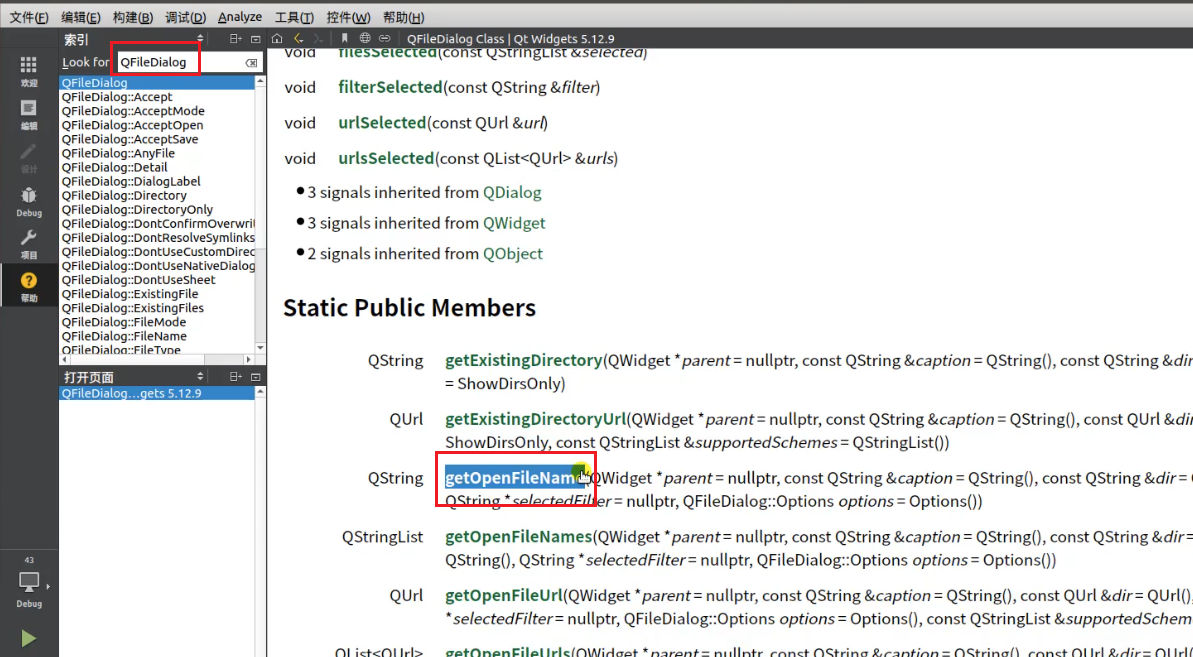 文件(F) 编辑(E) 构建(B) 调试(D) Analyze 工具(T) 控件(W) 帮助(H)
索引
QFileDialog Class | Qt Widgets 5.12.9
Look for
QFileDialog
欢迎
编辑
设计
Debug
项目
帮助
43
Debug
QFileDialog
QFileDialog::Accept
QFileDialog::AcceptMode
QFileDialog::AcceptOpen
QFileDialog::AcceptSave
QFileDialog::AnyFile
QFileDialog::Detail
QFileDialog::DialogLabel
QFileDialog::Directory
QFileDialog::DirectoryOnly
QFileDialog::DontConfirmOverwri
QFileDialog::DontResolveSymlinks
QFileDialog::DontUseCustomDirec
QFileDialog::DontUseNativeDialog
QFileDialog::DontUseSheet
QFileDialog::ExistingFile
QFileDialog::ExistingFiles
QFileDialog::FileMode
QFileDialog::FileName
QFileDialog::FileType
打开页面
QFileDialog...gets 5.12.9
void filesSelected(const QStringList &selected)
void filterSelected(const QString &filter)
void urlSelected(const QUrl &url)
void urlsSelected(const QList<QUrl> &urls)
3 signals inherited from QDialog
3 signals inherited from QWidget
2 signals inherited from QObject
Static Public Members
QString getExistingDirectory(QWidget *parent = nullptr, const QString &caption = QString(), const QString &dir
= ShowDirsOnly)
QUrl getExistingDirectoryUrl(QWidget *parent = nullptr, const QString &caption = QString(), const QUrl &di
ShowDirsOnly, const QStringList &supportedSchemes = QStringList())
QString getOpenFileName(QWidget *parent = nullptr, const QString &caption = QString(), const QString &dir =
QString *selectedFilter = nullptr, QFileDialog::Options options = Options())
QStringList getOpenFileNames(QWidget *parent = nullptr, const QString &caption = QString(), const QString &dir =
QString(), QString *selectedFilter = nullptr, QFileDialog::Options options = Options())
QUrl getOpenFileUrl(QWidget *parent = nullptr, const QString &caption = QString(), const QUrl &dir = QUrl(),
*selectedFilter = nullptr, QFileDialog::Options options = Options(), const QStringList &supportedSchem
QList<QUrl> getOpenFileUrls(QWidget *parent = nullptr, const QString &caption = QString(), const QUrl &dir = QUrl(